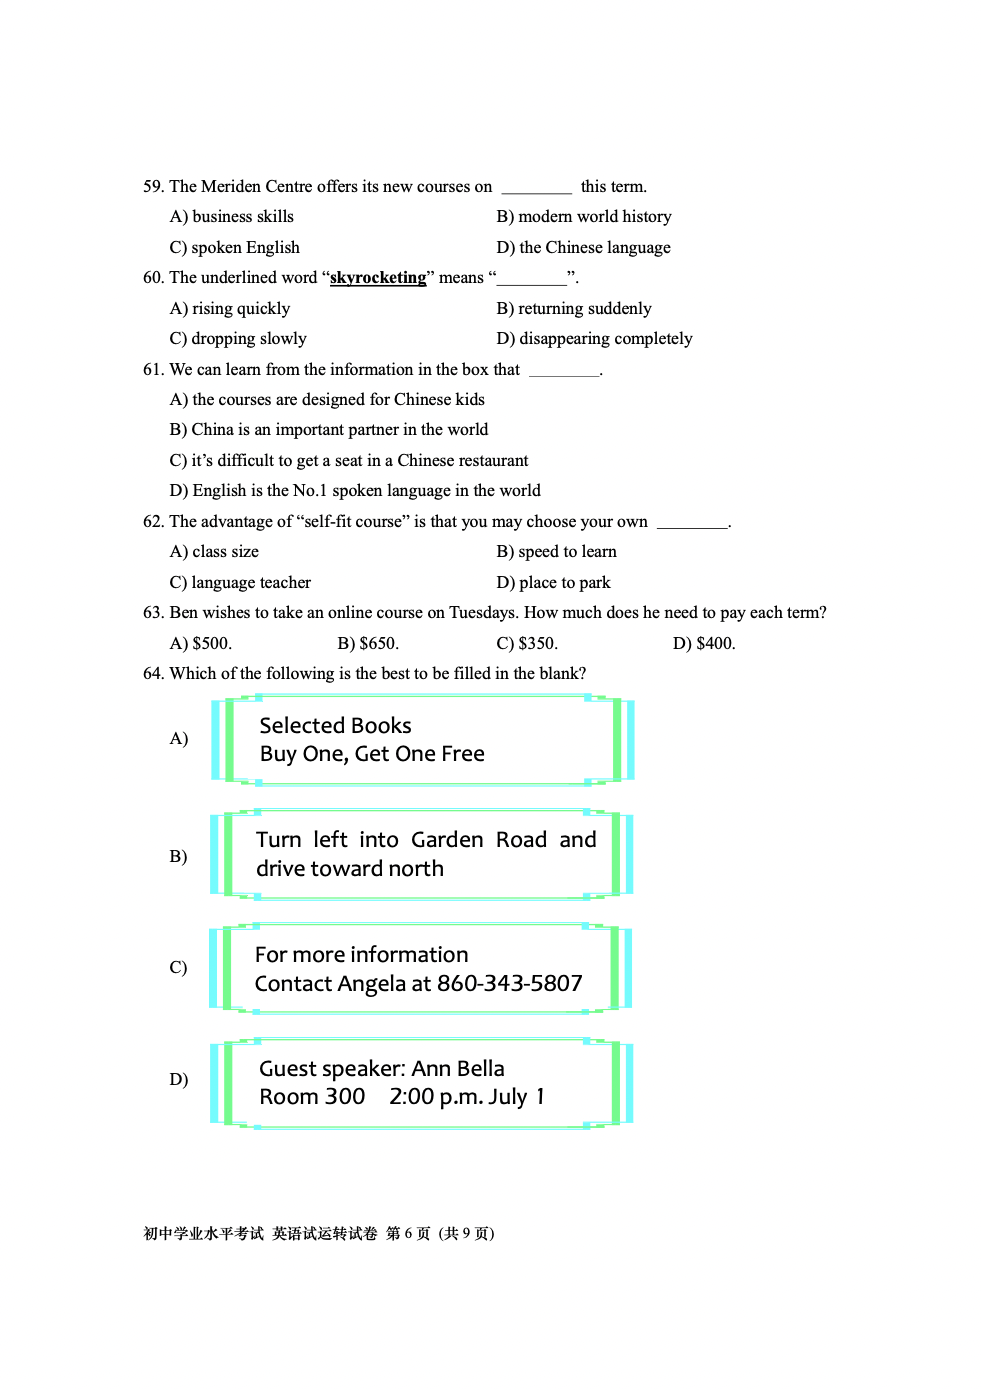 59. The Meriden Centre offers its new courses on ________ this term.
A) business skills B) modern world history
C) spoken English D) the Chinese language
60. The underlined word “skyrocketing” means “________”.
A) rising quickly B) returning suddenly
C) dropping slowly D) disappearing completely
61. We can learn from the information in the box that ________.
A) the courses are designed for Chinese kids
B) China is an important partner in the world
C) it’s difficult to get a seat in a Chinese restaurant
D) English is the No.1 spoken language in the world
62. The advantage of “self-fit course” is that you may choose your own ________.
A) class size B) speed to learn
C) language teacher D) place to park
63. Ben wishes to take an online course on Tuesdays. How much does he need to pay each term?
A) $500. B) $650. C) $350. D) $400.
64. Which of the following is the best to be filled in the blank?
A)
Selected Books
Buy One, Get One Free
B)
Turn left into Garden Road and
drive toward north
C)
For more information
Contact Angela at 860-343-5807
D)
Guest speaker: Ann Bella
Room 300 2:00 p.m. July 1
初中学业水平考试 英语试运转试卷 第 6 页 (共 9 页)